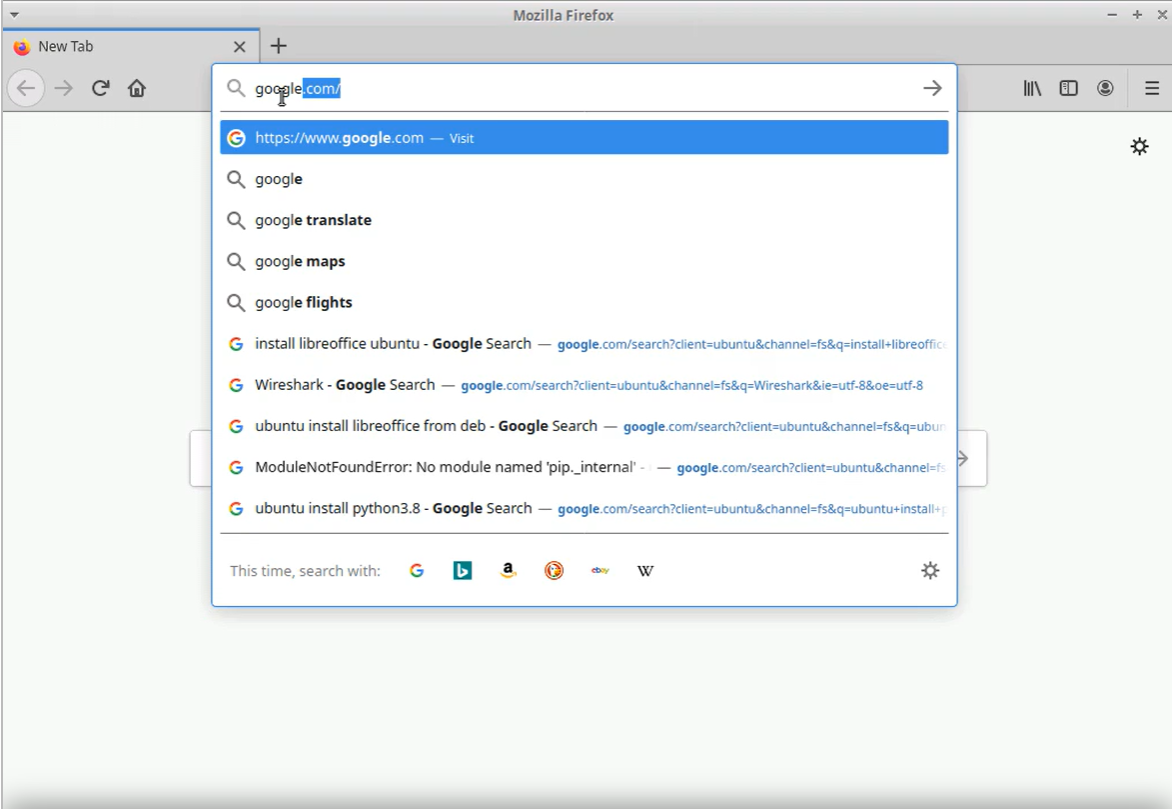 Mozilla Firefox
New Tab
google.com/
https://www.google.com — Visit
google
google translate
google maps
google flights
install libreoffice ubuntu - Google Search — google.com/search?client=ubuntu&channel=fs&q=install+libreoffice
Wireshark - Google Search — google.com/search?client=ubuntu&channel=fs&q=Wireshark&ie=utf-8&oe=utf-8
ubuntu install libreoffice from deb - Google Search — google.com/search?client=ubuntu&channel=fs&q=ubun
ModuleNotFoundError: No module named 'pip._internal' - — google.com/search?client=ubuntu&channel=fs
ubuntu install python3.8 - Google Search — google.com/search?client=ubuntu&channel=fs&q=ubuntu+install+p
This time, search with: G b a ebay W